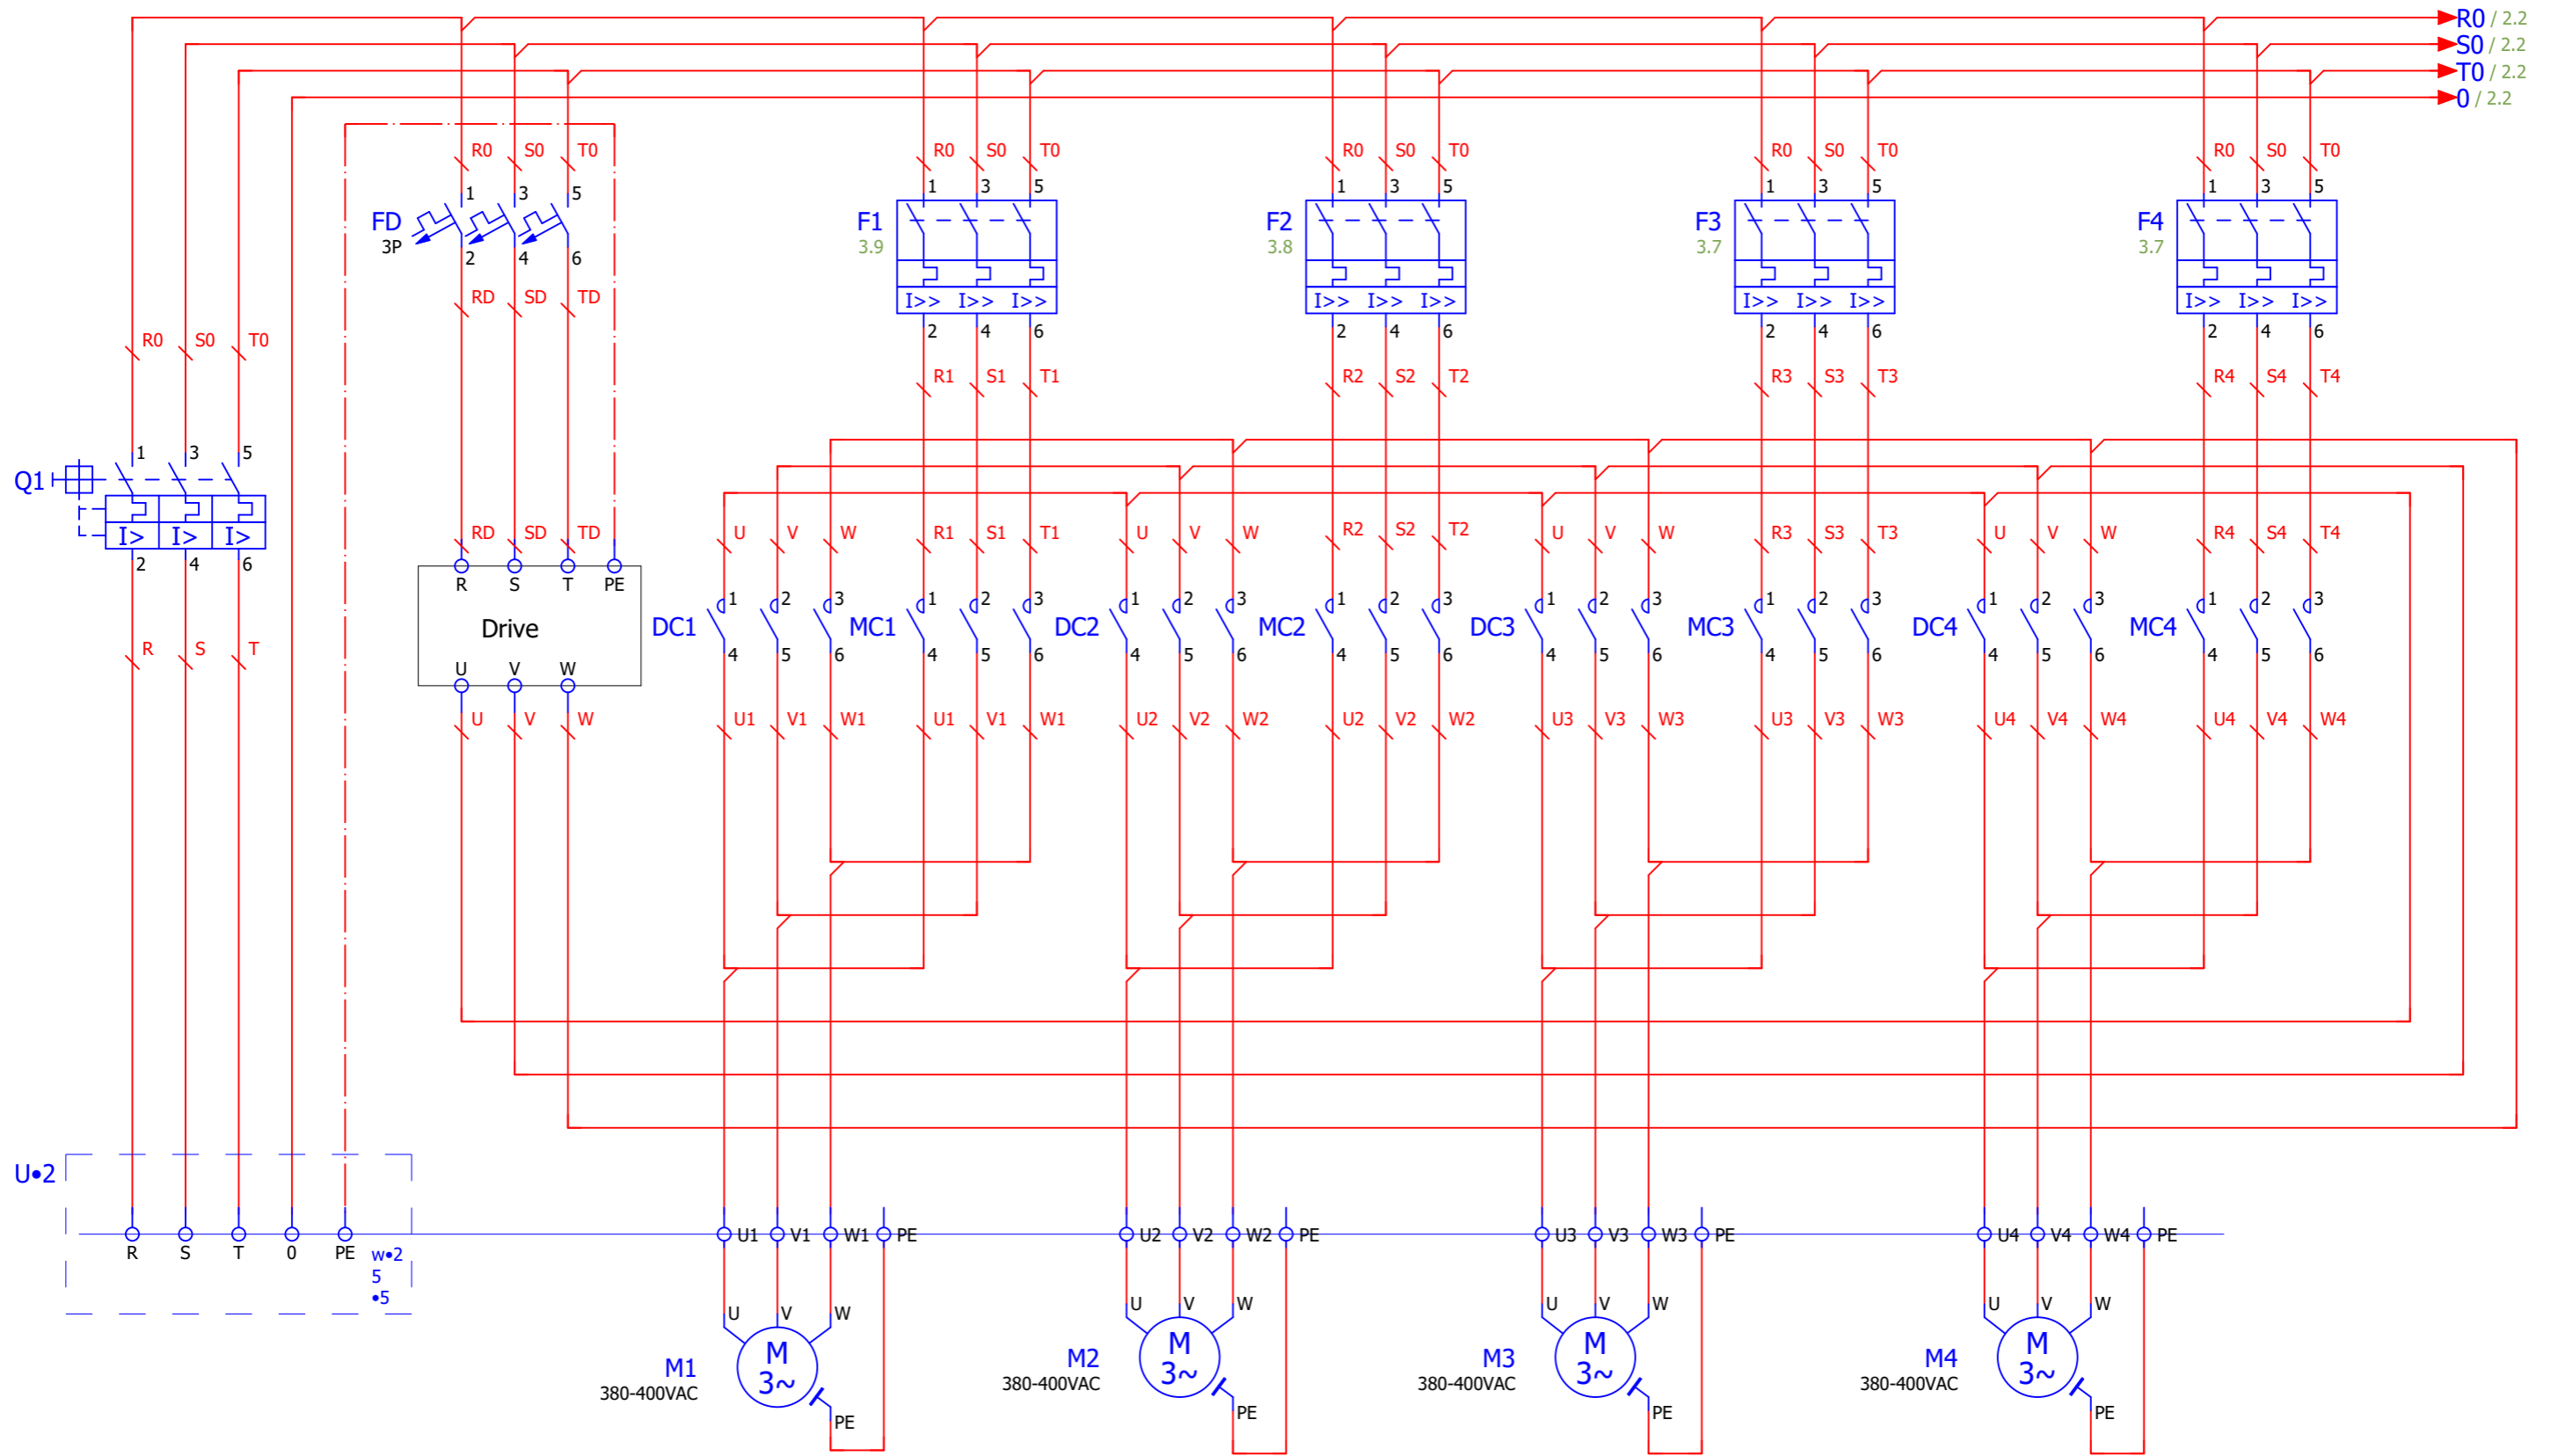 R0 / 2.2
S0 / 2.2
T0 / 2.2
0 / 2.2
R0 S0 T0 R0 S0 T0 R0 S0 T0 R0 S0 T0 R0 S0 T0
1 3 5 1 3 5 1 3 5 1 3 5 1 3 5
FD F1 F2 F3 F4
3P 3.9 3.8 3.7 3.7
2 4 6
RD SD TD I>> I>> I>> I>> I>> I>> I>> I>> I>> I>> I>> I>>
2 4 6 2 4 6 2 4 6 2 4 6
R0 S0 T0
R1 S1 T1 R2 S2 T2 R3 S3 T3 R4 S4 T4
1 3 5
Q1
I> I> I>
2 4 6
RD SD TD U V W R1 S1 T1 U V W R2 S2 T2 U V W R3 S3 T3 U V W R4 S4 T4
R S T PE
1 2 3 1 2 3 1 2 3 1 2 3 1 2 3 1 2 3 1 2 3 1 2 3
Drive DC1 MC1 DC2 MC2 DC3 MC3 DC4 MC4
R S T
4 5 6 4 5 6 4 5 6 4 5 6 4 5 6 4 5 6 4 5 6 4 5 6
U V W
U V W U1 V1 W1 U1 V1 W1 U2 V2 W2 U2 V2 W2 U3 V3 W3 U3 V3 W3 U4 V4 W4 U4 V4 W4
U•2
R S T 0 PE U1 V1 W1 PE U2 V2 W2 PE U3 V3 W3 PE U4 V4 W4 PE
w•2
5
•5
U V W U V W U V W U V W
M M M M
3~ 3~ 3~ 3~
M1 M2 M3 M4
380-400VAC 380-400VAC 380-400VAC 380-400VAC
PE PE PE PE